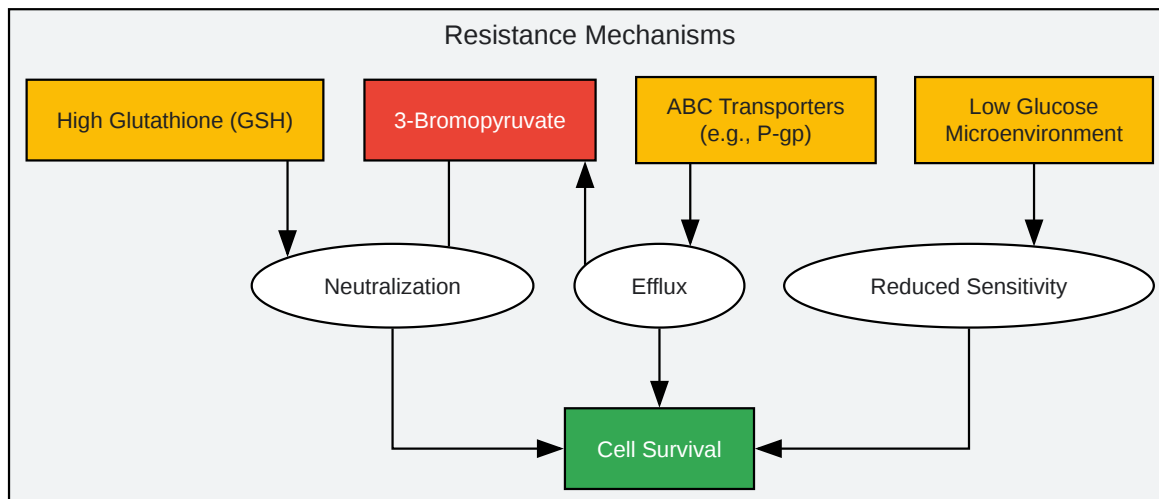 Resistance Mechanisms
High Glutathione (GSH)
3-Bromopyruvate
ABC Transporters
(e.g., P-gp)
Low Glucose
Microenvironment
Neutralization
Efflux
Reduced Sensitivity
Cell Survival